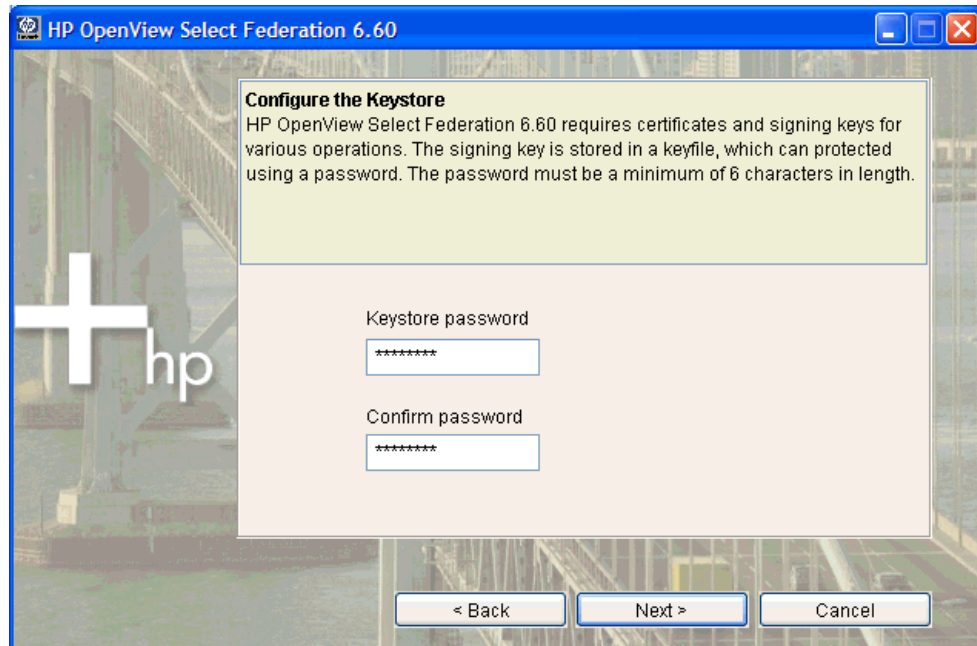 HP OpenView Select Federation 6.60
Configure the Keystore
HP OpenView Select Federation 6.60 requires certificates and signing keys for
various operations. The signing key is stored in a keyfile, which can protected
using a password. The password must be a minimum of 6 characters in length.
Keystore password
********
Confirm password
********
hp
< Back
Next >
Cancel